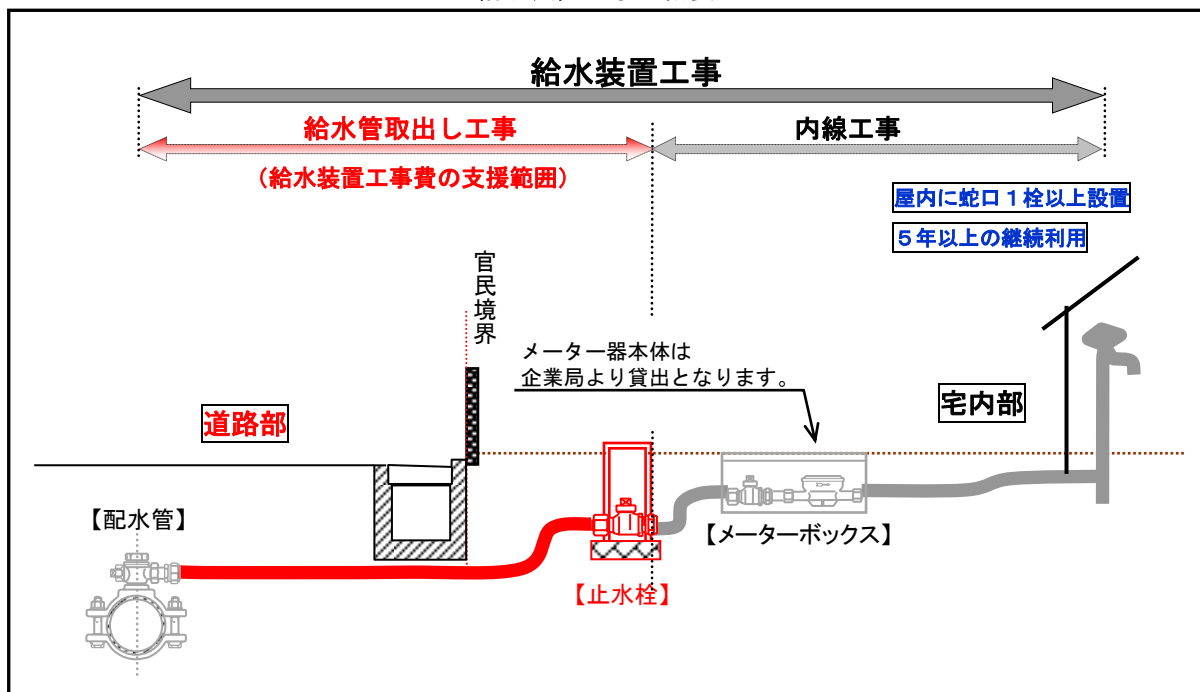 給水装置工事
給水管取出し工事
内線工事
（給水装置工事費の支援範囲）
屋内に蛇口１栓以上設置
５年以上の継続利用
官民境界
メーター器本体は
企業局より貸出となります。
道路部
宅内部
【配水管】
【メーターボックス】
【止水栓】